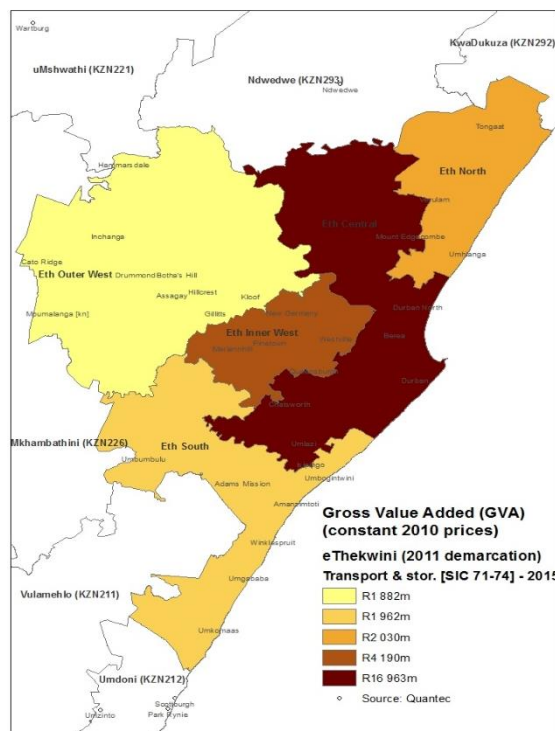 Wartburg
KwaDukuza (KZN292)
uMshwathi (KZN221)
Ndwedwe (KZN293)
Ndwedwe
Tongaat
Hammarsdale
Eth North
Eth Central
Inchanga
Mount Edgecombe
Umhlanga
Cato Ridge
Eth Outer West
Drummond
Botha's Hill
Hillcrest
Assagay
Kloof
Mpumalanga [kn]
Gillitts
New Germany
Durban North
Eth Inner West
Pinetown
Westville
Berea
Durban
Chatsworth
Mkhambathini (KZN226)
Eth South
Umlazi
Umbumbulu
Adams Mission
Umbogintwini
Amanzimtoti
Winklespruit
Vulamehlo (KZN211)
Umgababa
Umkomaas
Umdoni (KZN212)
Scottburgh
Umzinto
Park Rynie
Gross Value Added (GVA)
(constant 2010 prices)
eThekwini (2011 demarcation)
Transport & stor. [SIC 71-74] - 2015
R1 882m
R1 962m
R2 030m
R4 190m
R16 963m
Source: Quantec